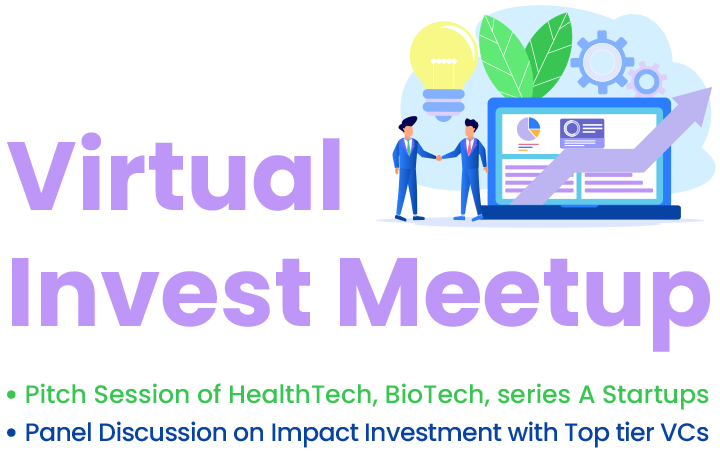 Virtual
Invest Meetup
• Pitch Session of HealthTech, BioTech, series A Startups
• Panel Discussion on Impact Investment with Top tier VCs